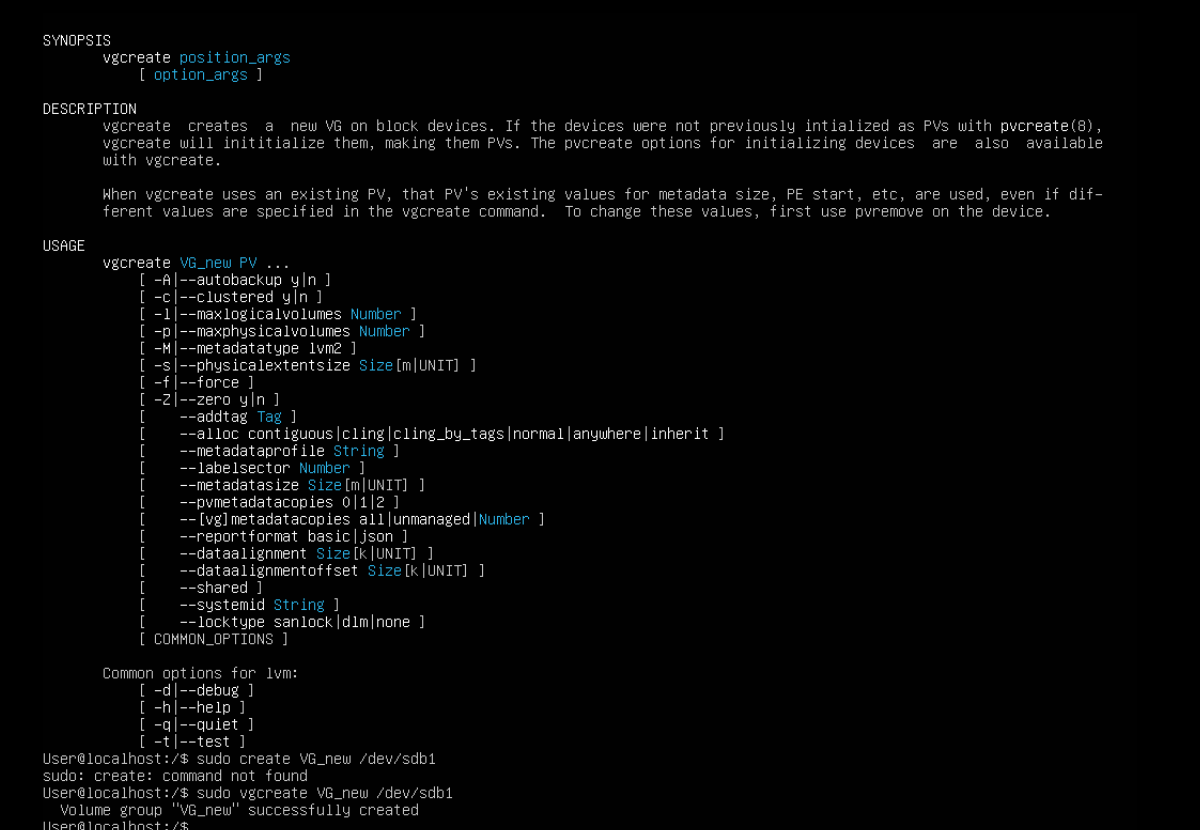 SYNOPSIS
vgcreate position_args
[ option_args ]
DESCRIPTION
vgcreate creates a new VG on block devices. If the devices were not previously intialized as PVs with pvcreate(8),
vgcreate will inititialize them, making them PVs. The pvcreate options for initializing devices are also available
with vgcreate.
When vgcreate uses an existing PV, that PV's existing values for metadata size, PE start, etc, are used, even if dif-
ferent values are specified in the vgcreate command. To change these values, first use pvremove on the device.
USAGE
vgcreate VG_new PV ...
[ -A|--autobackup y|n ]
[ -c|--clustered y|n ]
[ -l|--maxlogicalvolumes Number ]
[ -p|--maxphysicalvolumes Number ]
[ -M|--metadatatype lvm2 ]
[ -s|--physicalextentsize Size[m|UNIT] ]
[ -f|--force ]
[ -Z|--zero y|n ]
[ --addtag Tag ]
[ --alloc contiguous|cling|cling_by_tags|normal|anywhere|inherit ]
[ --metadataprofile String ]
[ --labelsector Number ]
[ --metadatasize Size[m|UNIT] ]
[ --pvmetadatacopies 0|1|2 ]
[ --[vg]metadatacopies all|unmanaged|Number ]
[ --reportformat basic|json ]
[ --dataalignment Size[k|UNIT] ]
[ --dataalignmentoffset Size[k|UNIT] ]
[ --shared ]
[ --systemid String ]
[ --locktype sanlock|dlm|none ]
[ COMMON_OPTIONS ]
Common options for lvm:
[ -d|--debug ]
[ -h|--help ]
[ -q|--quiet ]
[ -t|--test ]
User@localhost:/$ sudo create VG_new /dev/sdb1
sudo: create: command not found
User@localhost:/$ sudo vgcreate VG_new /dev/sdb1
Volume group "VG_new" successfully created
User@localhost:/$